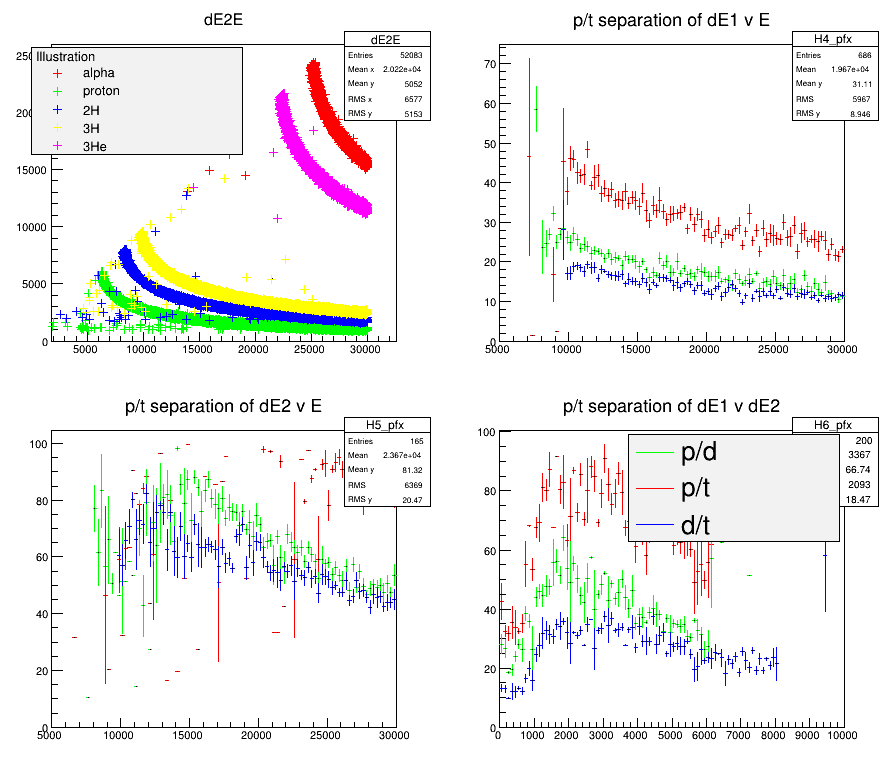 dE2E
dE2E
Entries 52083
Mean x 2.022e+04
Mean y 5052
RMS x 6577
RMS y 5153
Illustration
alpha
proton
2H
3H
3He
250
200
15000
10000
5000
0
5000 10000 15000 20000 25000 30000
p/t separation of dE1 v E
H4_pfx
Entries 686
Mean 1.967e+04
Mean y 31.11
RMS 5967
RMS y 8.946
70
60
50
40
30
20
10
0
5000 10000 15000 20000 25000 30000
p/t separation of dE2 v E
H5_pfx
Entries 165
Mean 2.367e+04
Mean y 81.32
RMS 6369
RMS y 20.47
100
80
60
40
20
0
5000 10000 15000 20000 25000 30000
p/t separation of dE1 v dE2
H6_pfx
200
3367
66.74
2093
18.47
p/d
p/t
d/t
100
80
60
40
20
0
0 1000 2000 3000 4000 5000 6000 7000 8000 9000 10000